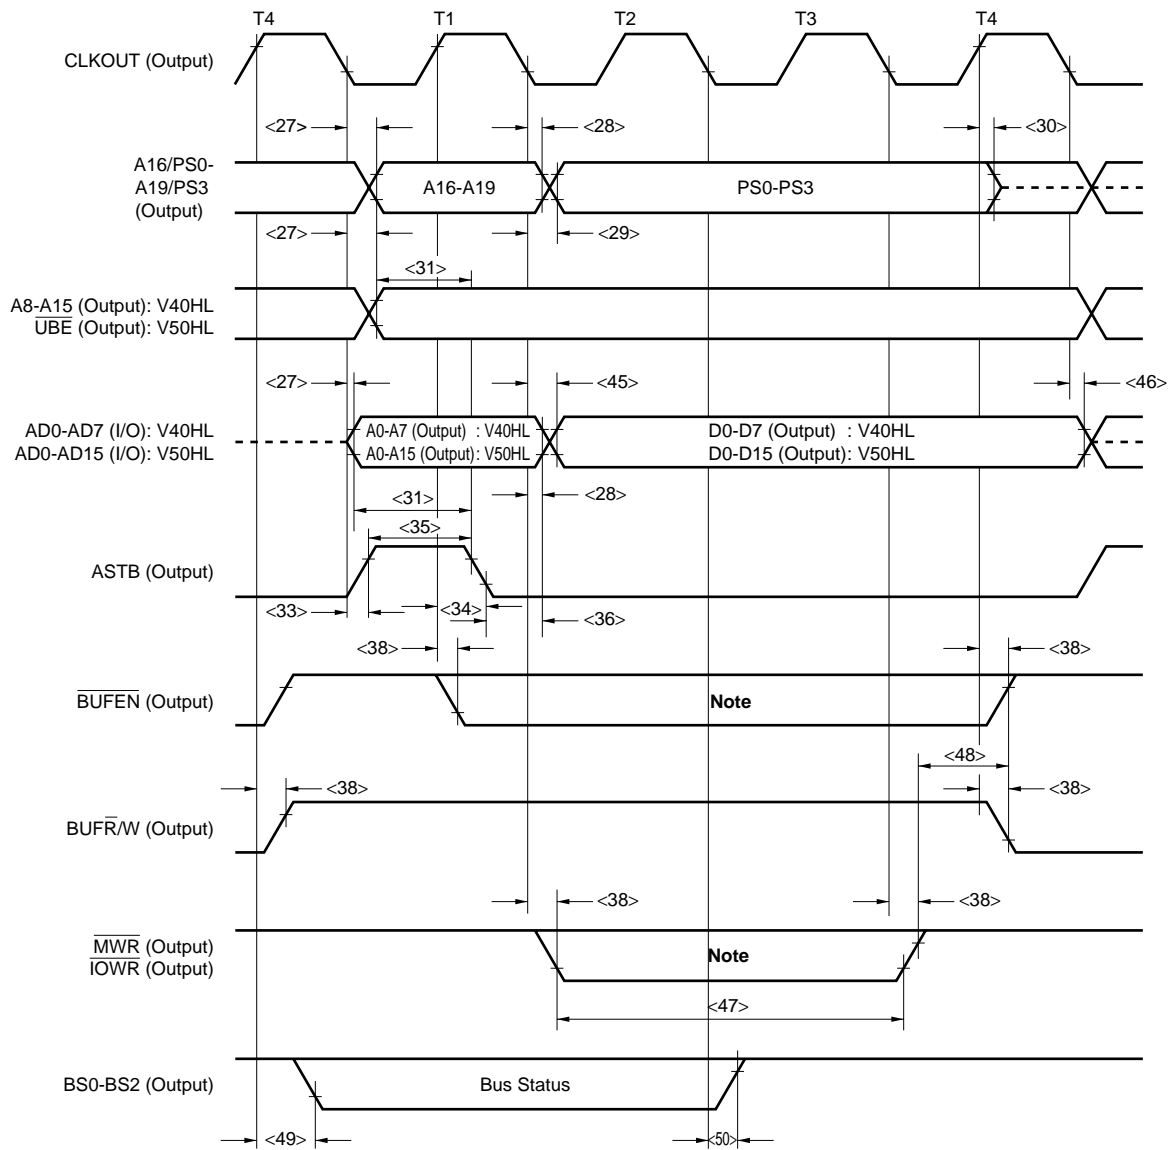 T4 T1 T2 T3 T4
CLKOUT (Output)
<27> <28> <30>
A16/PS0-
A19/PS3
(Output)
A16-A19 PS0-PS3
<27> <29>
<31>
A8-A15 (Output): V40HL
UBE (Output): V50HL
<27> <45> <46>
AD0-AD7 (I/O): V40HL
AD0-AD15 (I/O): V50HL
A0-A7 (Output) : V40HL
A0-A15 (Output): V50HL
D0-D7 (Output) : V40HL
D0-D15 (Output): V50HL
<31> <28>
<35>
ASTB (Output)
<33> <34> <36>
<38> <38>
BUFEN (Output) Note
<48>
<38> <38>
BUFR/W (Output)
<38> <38>
MWR (Output)
IOWR (Output)
Note
<47>
BS0-BS2 (Output) Bus Status
<49> <50>